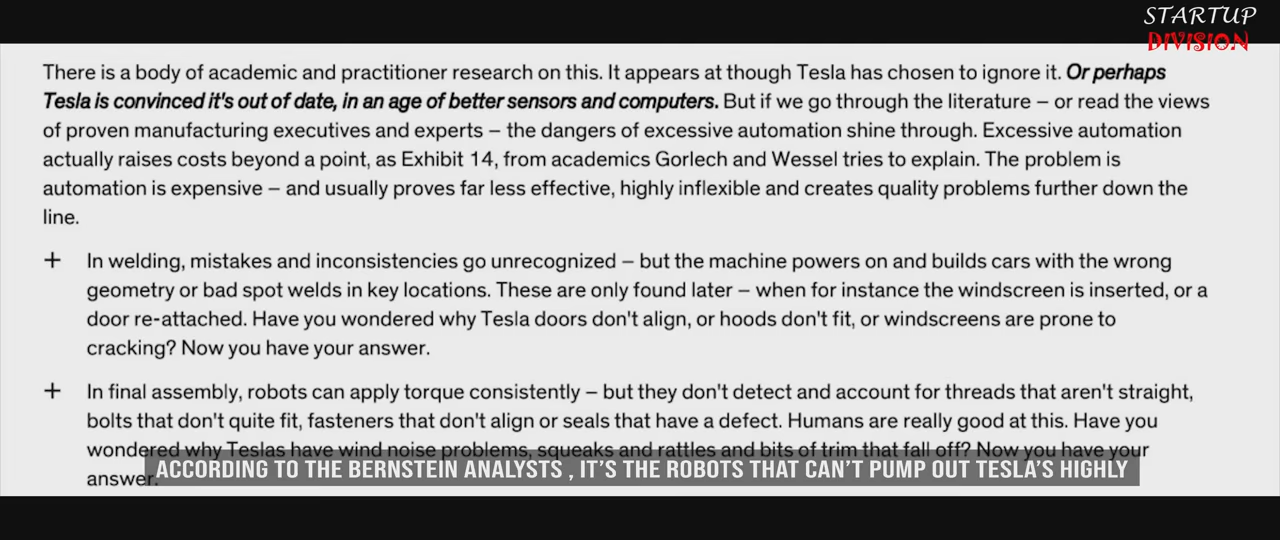 STARTUP
DIVISION
There is a body of academic and practitioner research on this. It appears at though Tesla has chosen to ignore it. Or perhaps
Tesla is convinced it's out of date, in an age of better sensors and computers. But if we go through the literature – or read the views
of proven manufacturing executives and experts – the dangers of excessive automation shine through. Excessive automation
actually raises costs beyond a point, as Exhibit 14, from academics Gorlech and Wessel tries to explain. The problem is
automation is expensive – and usually proves far less effective, highly inflexible and creates quality problems further down the
line.
+ In welding, mistakes and inconsistencies go unrecognized – but the machine powers on and builds cars with the wrong
geometry or bad spot welds in key locations. These are only found later – when for instance the windscreen is inserted, or a
door re-attached. Have you wondered why Tesla doors don't align, or hoods don't fit, or windscreens are prone to
cracking? Now you have your answer.
+ In final assembly, robots can apply torque consistently – but they don't detect and account for threads that aren't straight,
bolts that don't quite fit, fasteners that don't align or seals that have a defect. Humans are really good at this. Have you
wondered why Teslas have wind noise problems, squeaks and rattles and bits of trim that fall off? Now you have your
answer.
ACCORDING TO THE BERNSTEIN ANALYSTS , IT'S THE ROBOTS THAT CAN'T PUMP OUT TESLA'S HIGHLY